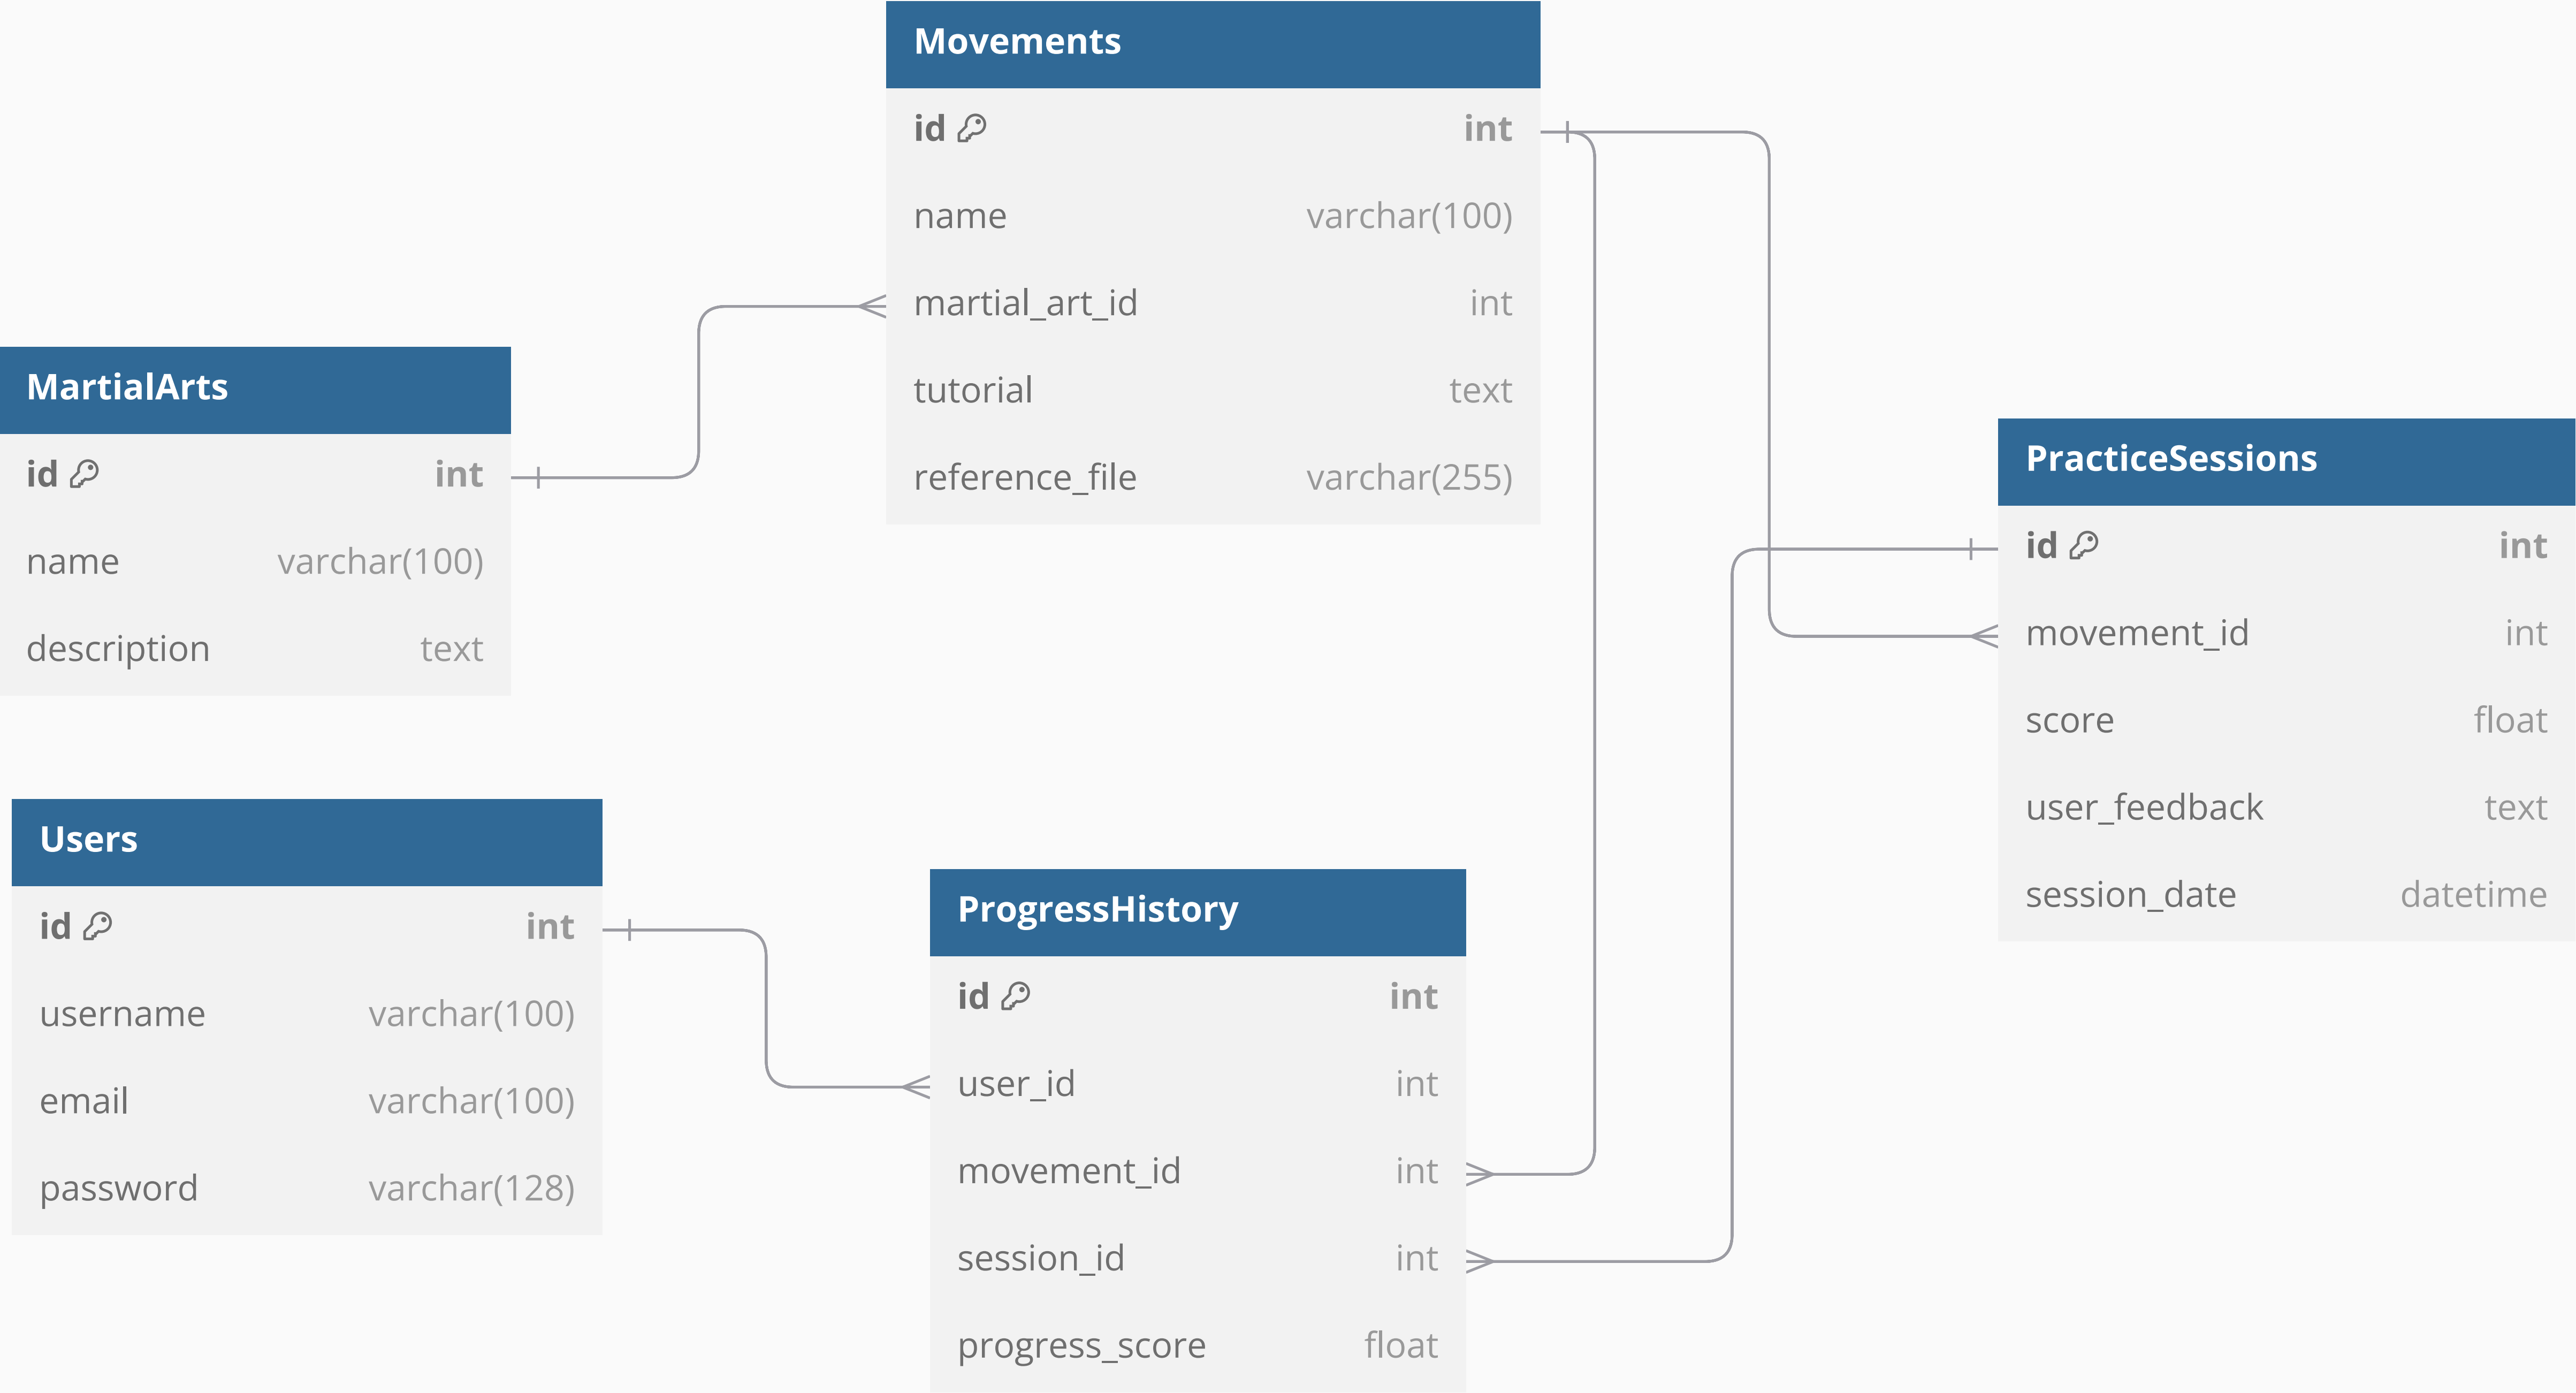 Movements
id int
name varchar(100)
martial_art_id int
tutorial text
reference_file varchar(255)
MartialArts
id int
name varchar(100)
description text
PracticeSessions
id int
movement_id int
score float
user_feedback text
session_date datetime
Users
id int
username varchar(100)
email varchar(100)
password varchar(128)
ProgressHistory
id int
user_id int
movement_id int
session_id int
progress_score float